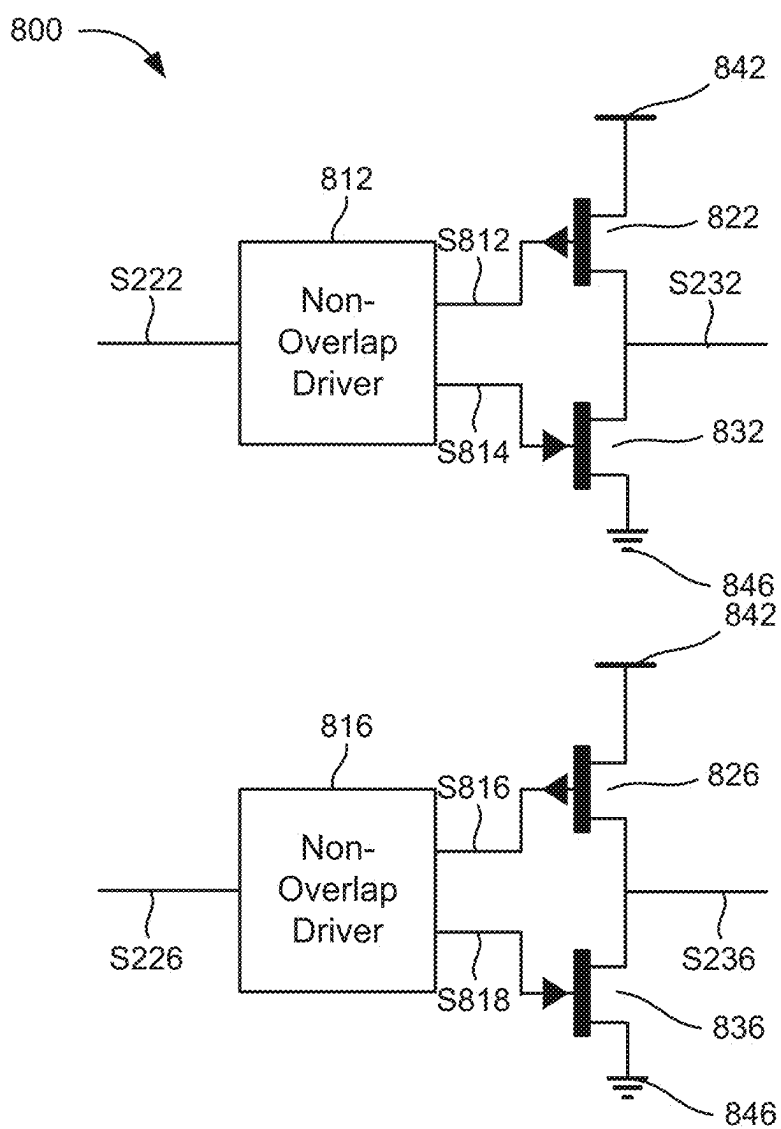 800
842
812
S812
822
S222
Non-
Overlap
Driver
S232
S814
832
846
842
816
S816
826
Non-
Overlap
Driver
S226
S818
S236
836
846